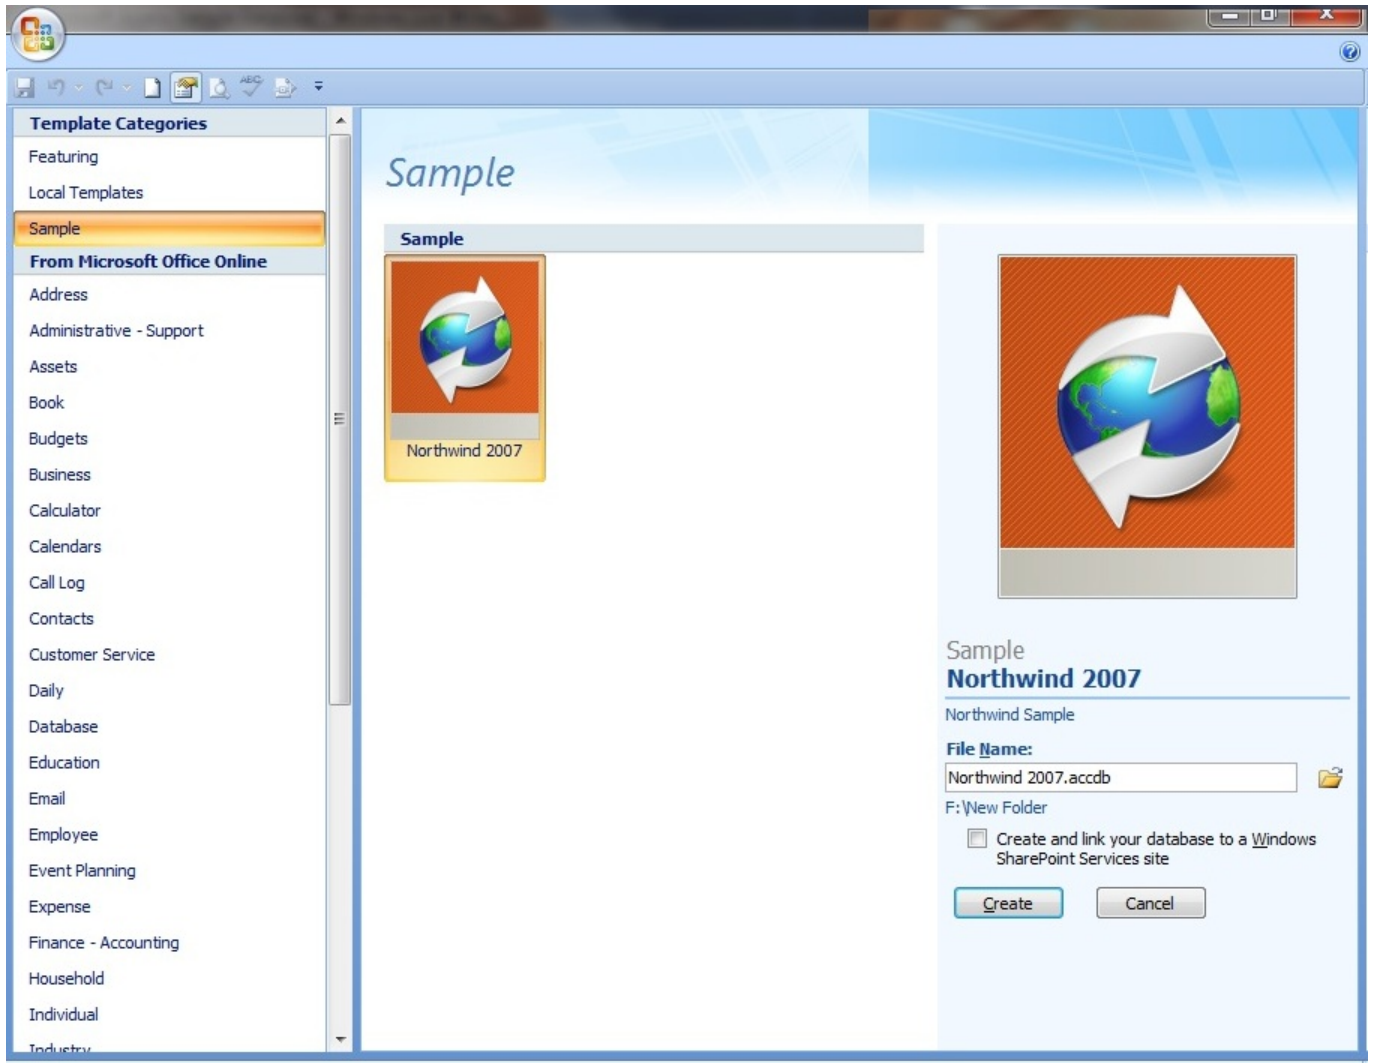 ABC
Template Categories
Featuring
Local Templates
Sample
From Microsoft Office Online
Address
Administrative - Support
Assets
Book
Budgets
Business
Calculator
Calendars
Call Log
Contacts
Customer Service
Daily
Database
Education
Email
Employee
Event Planning
Expense
Finance - Accounting
Household
Individual
Industry
Sample
Sample
Northwind 2007
Sample
Northwind 2007
Northwind Sample
File Name:
Northwind 2007.accdb
F:\New Folder
Create and link your database to a Windows
SharePoint Services site
Create
Cancel